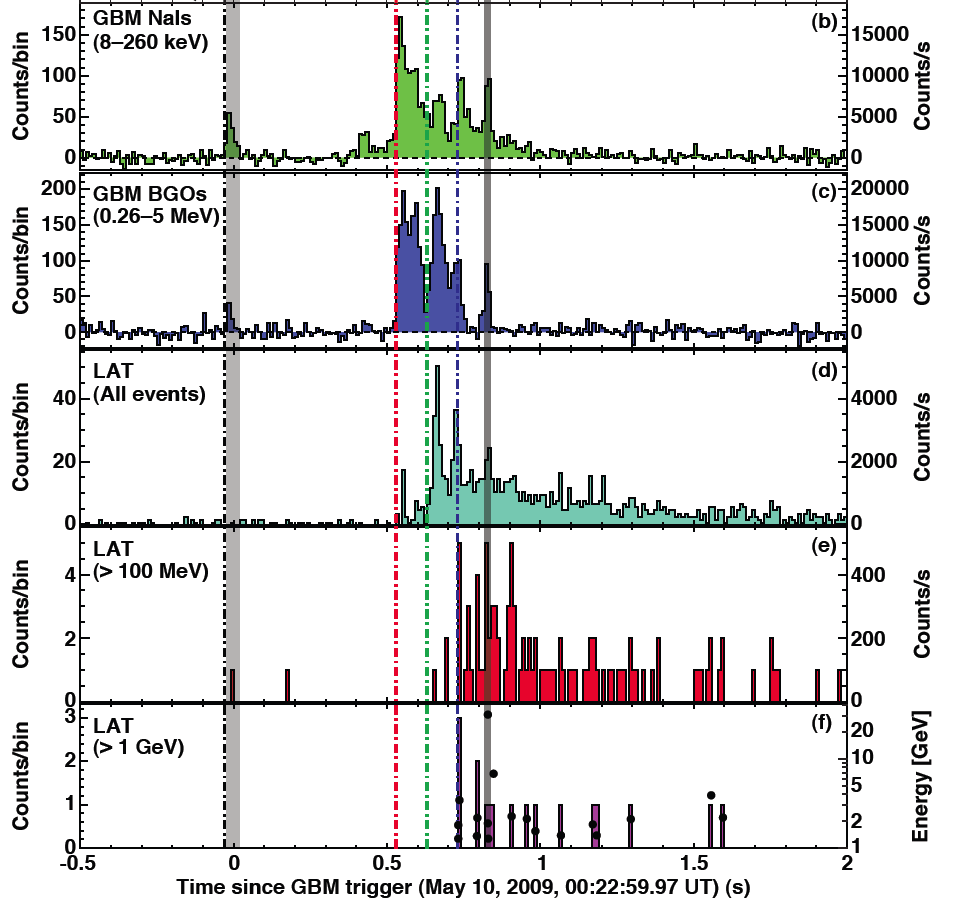 GBM NaIs
(8–260 keV)
(b)
Counts/bin
150
100
50
0
15000
10000
5000
0
Counts/s
GBM BGOs
(0.26–5 MeV)
(c)
Counts/bin
200
150
100
50
0
20000
15000
10000
5000
0
Counts/s
LAT
(All events)
(d)
Counts/bin
40
20
0
4000
2000
0
Counts/s
LAT
(> 100 MeV)
(e)
Counts/bin
4
2
0
400
200
0
Counts/s
LAT
(> 1 GeV)
(f)
Counts/bin
3
2
1
0
20
10
5
2
1
Energy [GeV]
-0.5 0 0.5 1 1.5 2
Time since GBM trigger (May 10, 2009, 00:22:59.97 UT) (s)